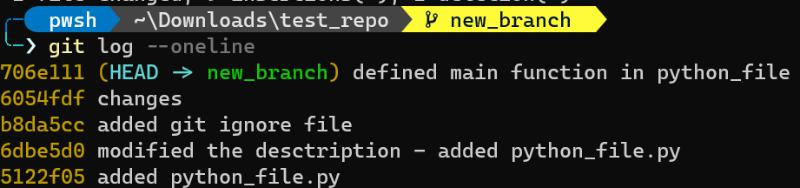 pwsh ~\Downloads\test_repo new_branch
❯ git log --oneline
706e111 (HEAD → new_branch) defined main function in python_file
6054fdf changes
b8da5cc added git ignore file
6dbe5d0 modified the desctription - added python_file.py
5122f05 added python_file.py